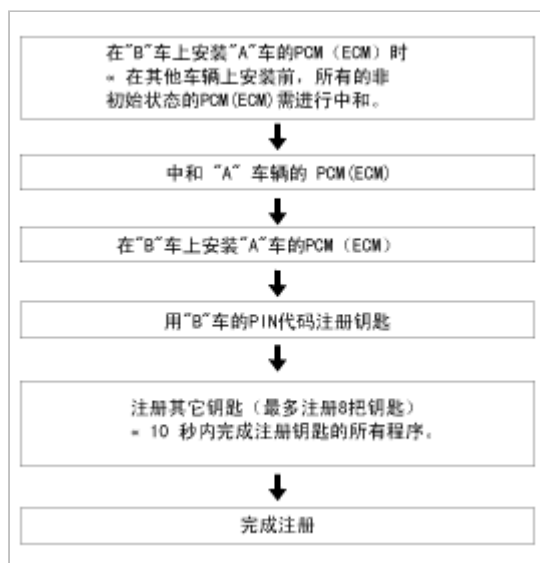 在"B"车上安装"A"车的PCM（ECM）时
* 在其他车辆上安装前，所有的非
初始状态的PCM(ECM)需进行中和。
中和 "A" 车辆的 PCM(ECM)
在"B"车上安装"A"车的PCM（ECM）
用"B"车的PIN代码注册钥匙
注册其它钥匙（最多注册8把钥匙）
* 10 秒内完成注册钥匙的所有程序。
完成注册